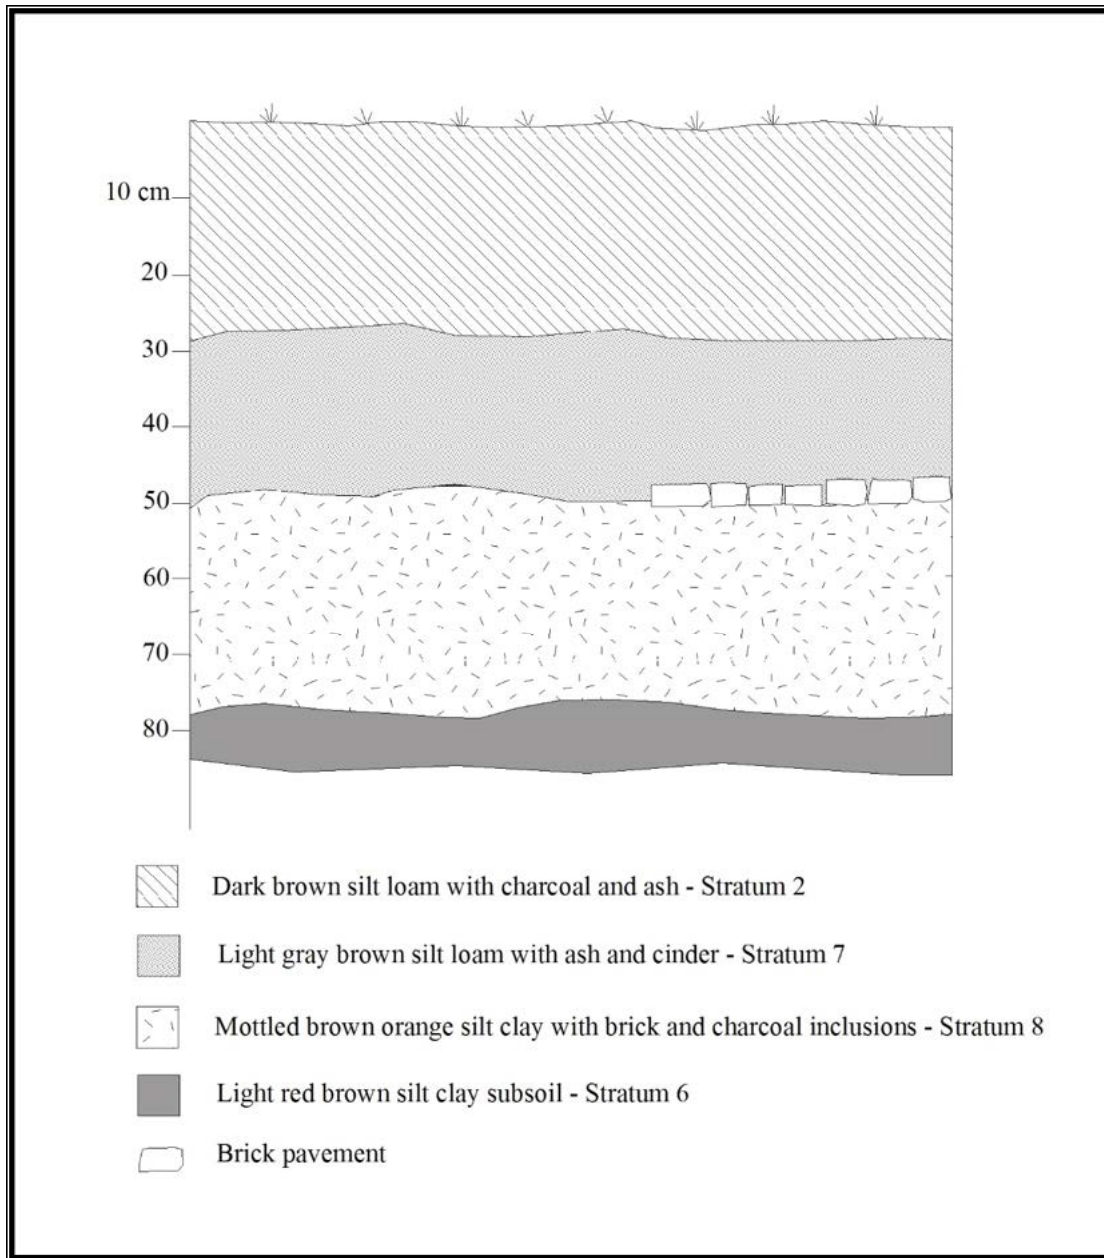 10 cm
20
30
40
50
60
70
80
Dark brown silt loam with charcoal and ash - Stratum 2
Light gray brown silt loam with ash and cinder - Stratum 7
Mottled brown orange silt clay with brick and charcoal inclusions - Stratum 8
Light red brown silt clay subsoil - Stratum 6
Brick pavement